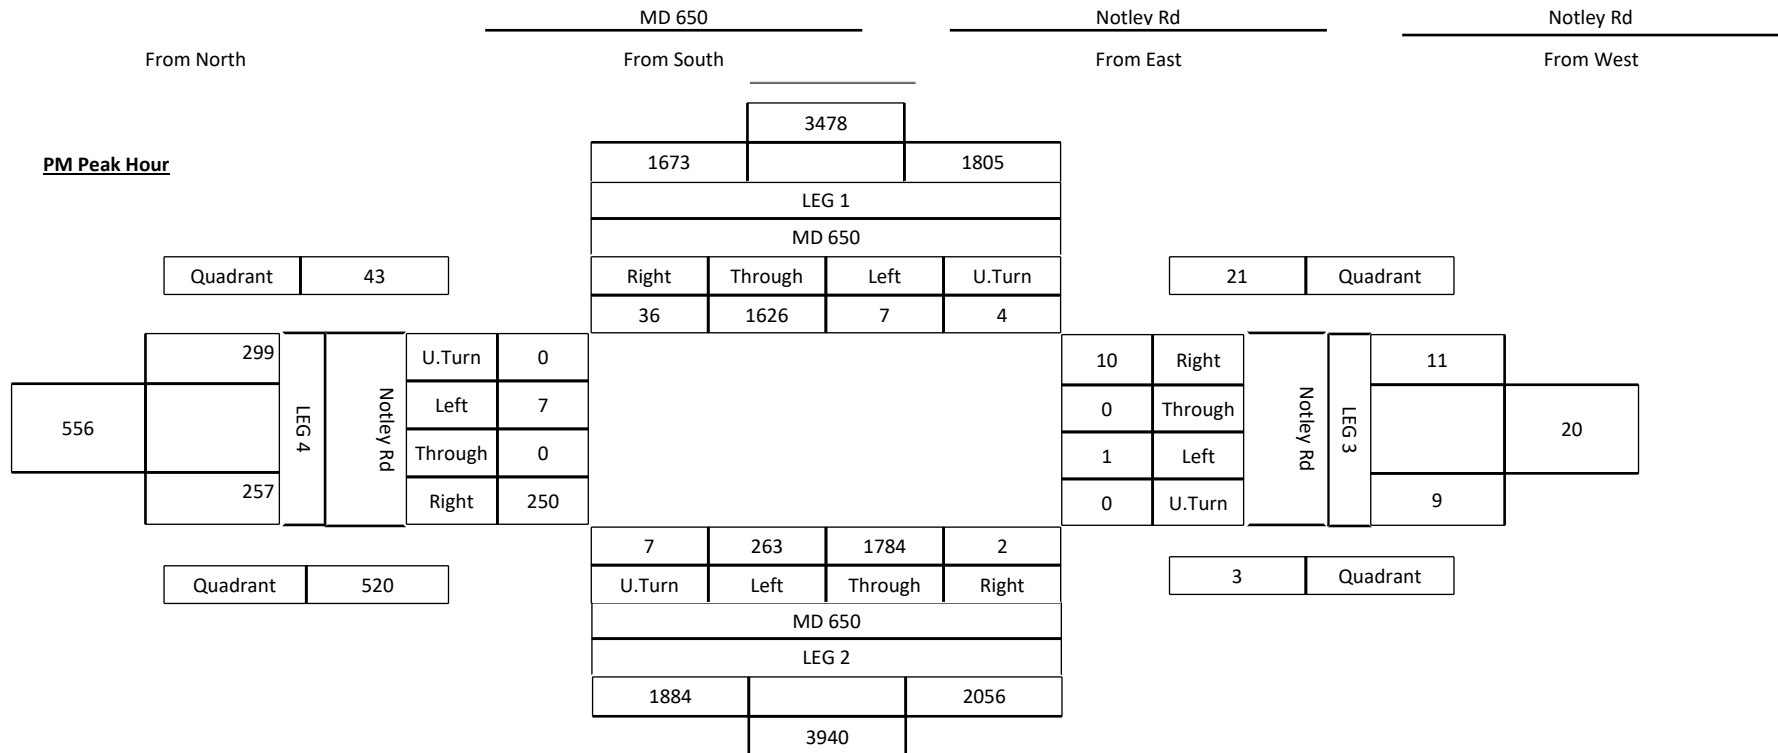 MD 650 Notley Rd Notley Rd
From North From South From East From West
3478
PM Peak Hour
1673 1805
LEG 1
MD 650
Quadrant 43
Right Through Left U.Turn
21 Quadrant
36 1626 7 4
299
LEG 4
Notley Rd
U.Turn 0
10 Right
Notley Rd
LEG 3
11
556
Left 7
0 Through
20
Through 0
1 Left
257
Right 250
0 U.Turn
9
7 263 1784 2
Quadrant 520
U.Turn Left Through Right
3 Quadrant
MD 650
LEG 2
1884 2056
3940